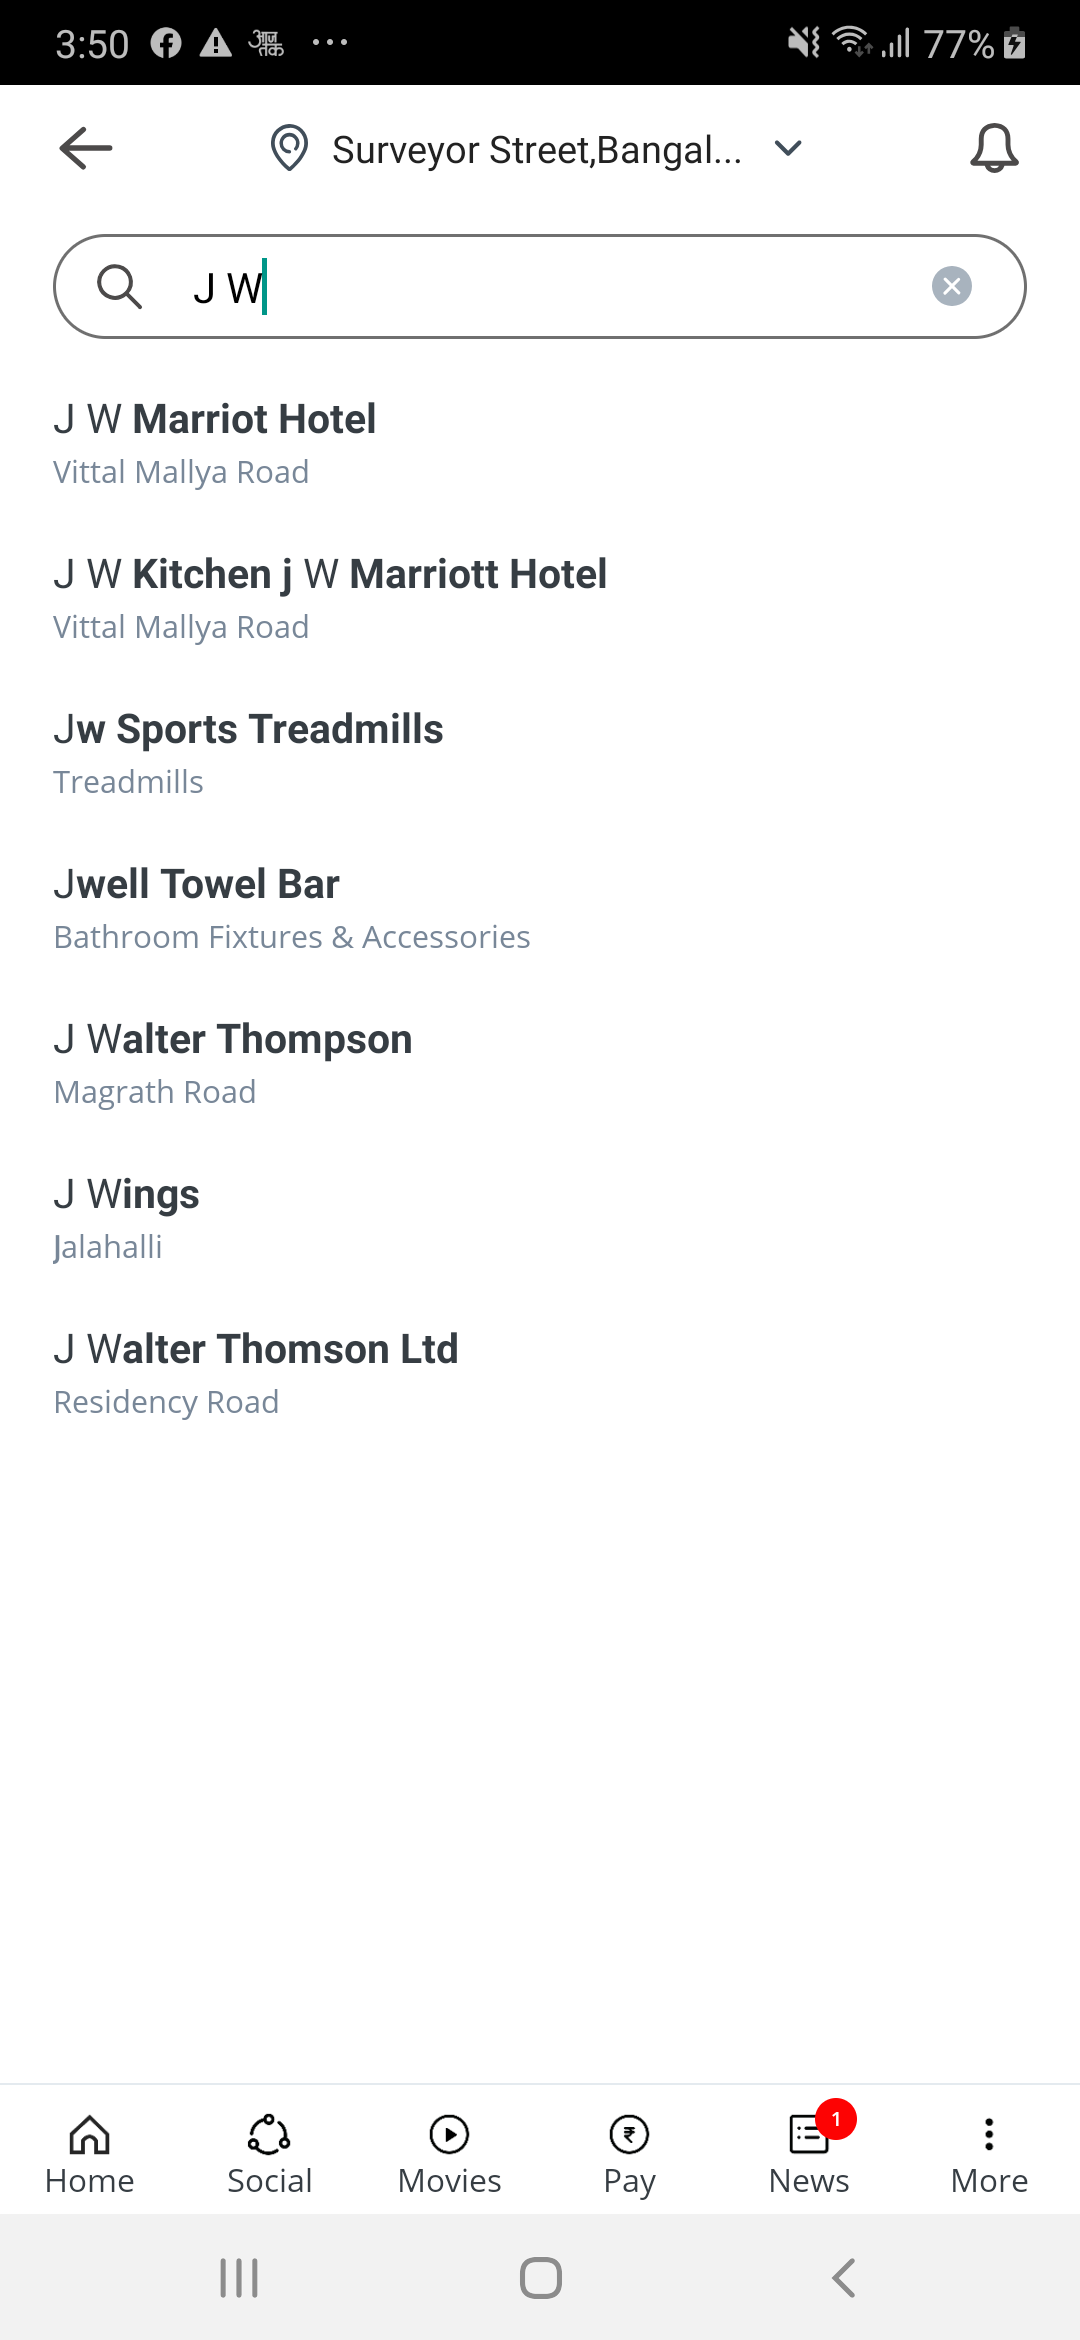 3:50 आज तक 77%
Surveyor Street,Bangal...
J W
J W Marriot Hotel
Vittal Mallya Road
J W Kitchen j W Marriott Hotel
Vittal Mallya Road
Jw Sports Treadmills
Treadmills
Jwell Towel Bar
Bathroom Fixtures & Accessories
J Walter Thompson
Magrath Road
J Wings
Jalahalli
J Walter Thomson Ltd
Residency Road
1
Home Social Movies Pay News More